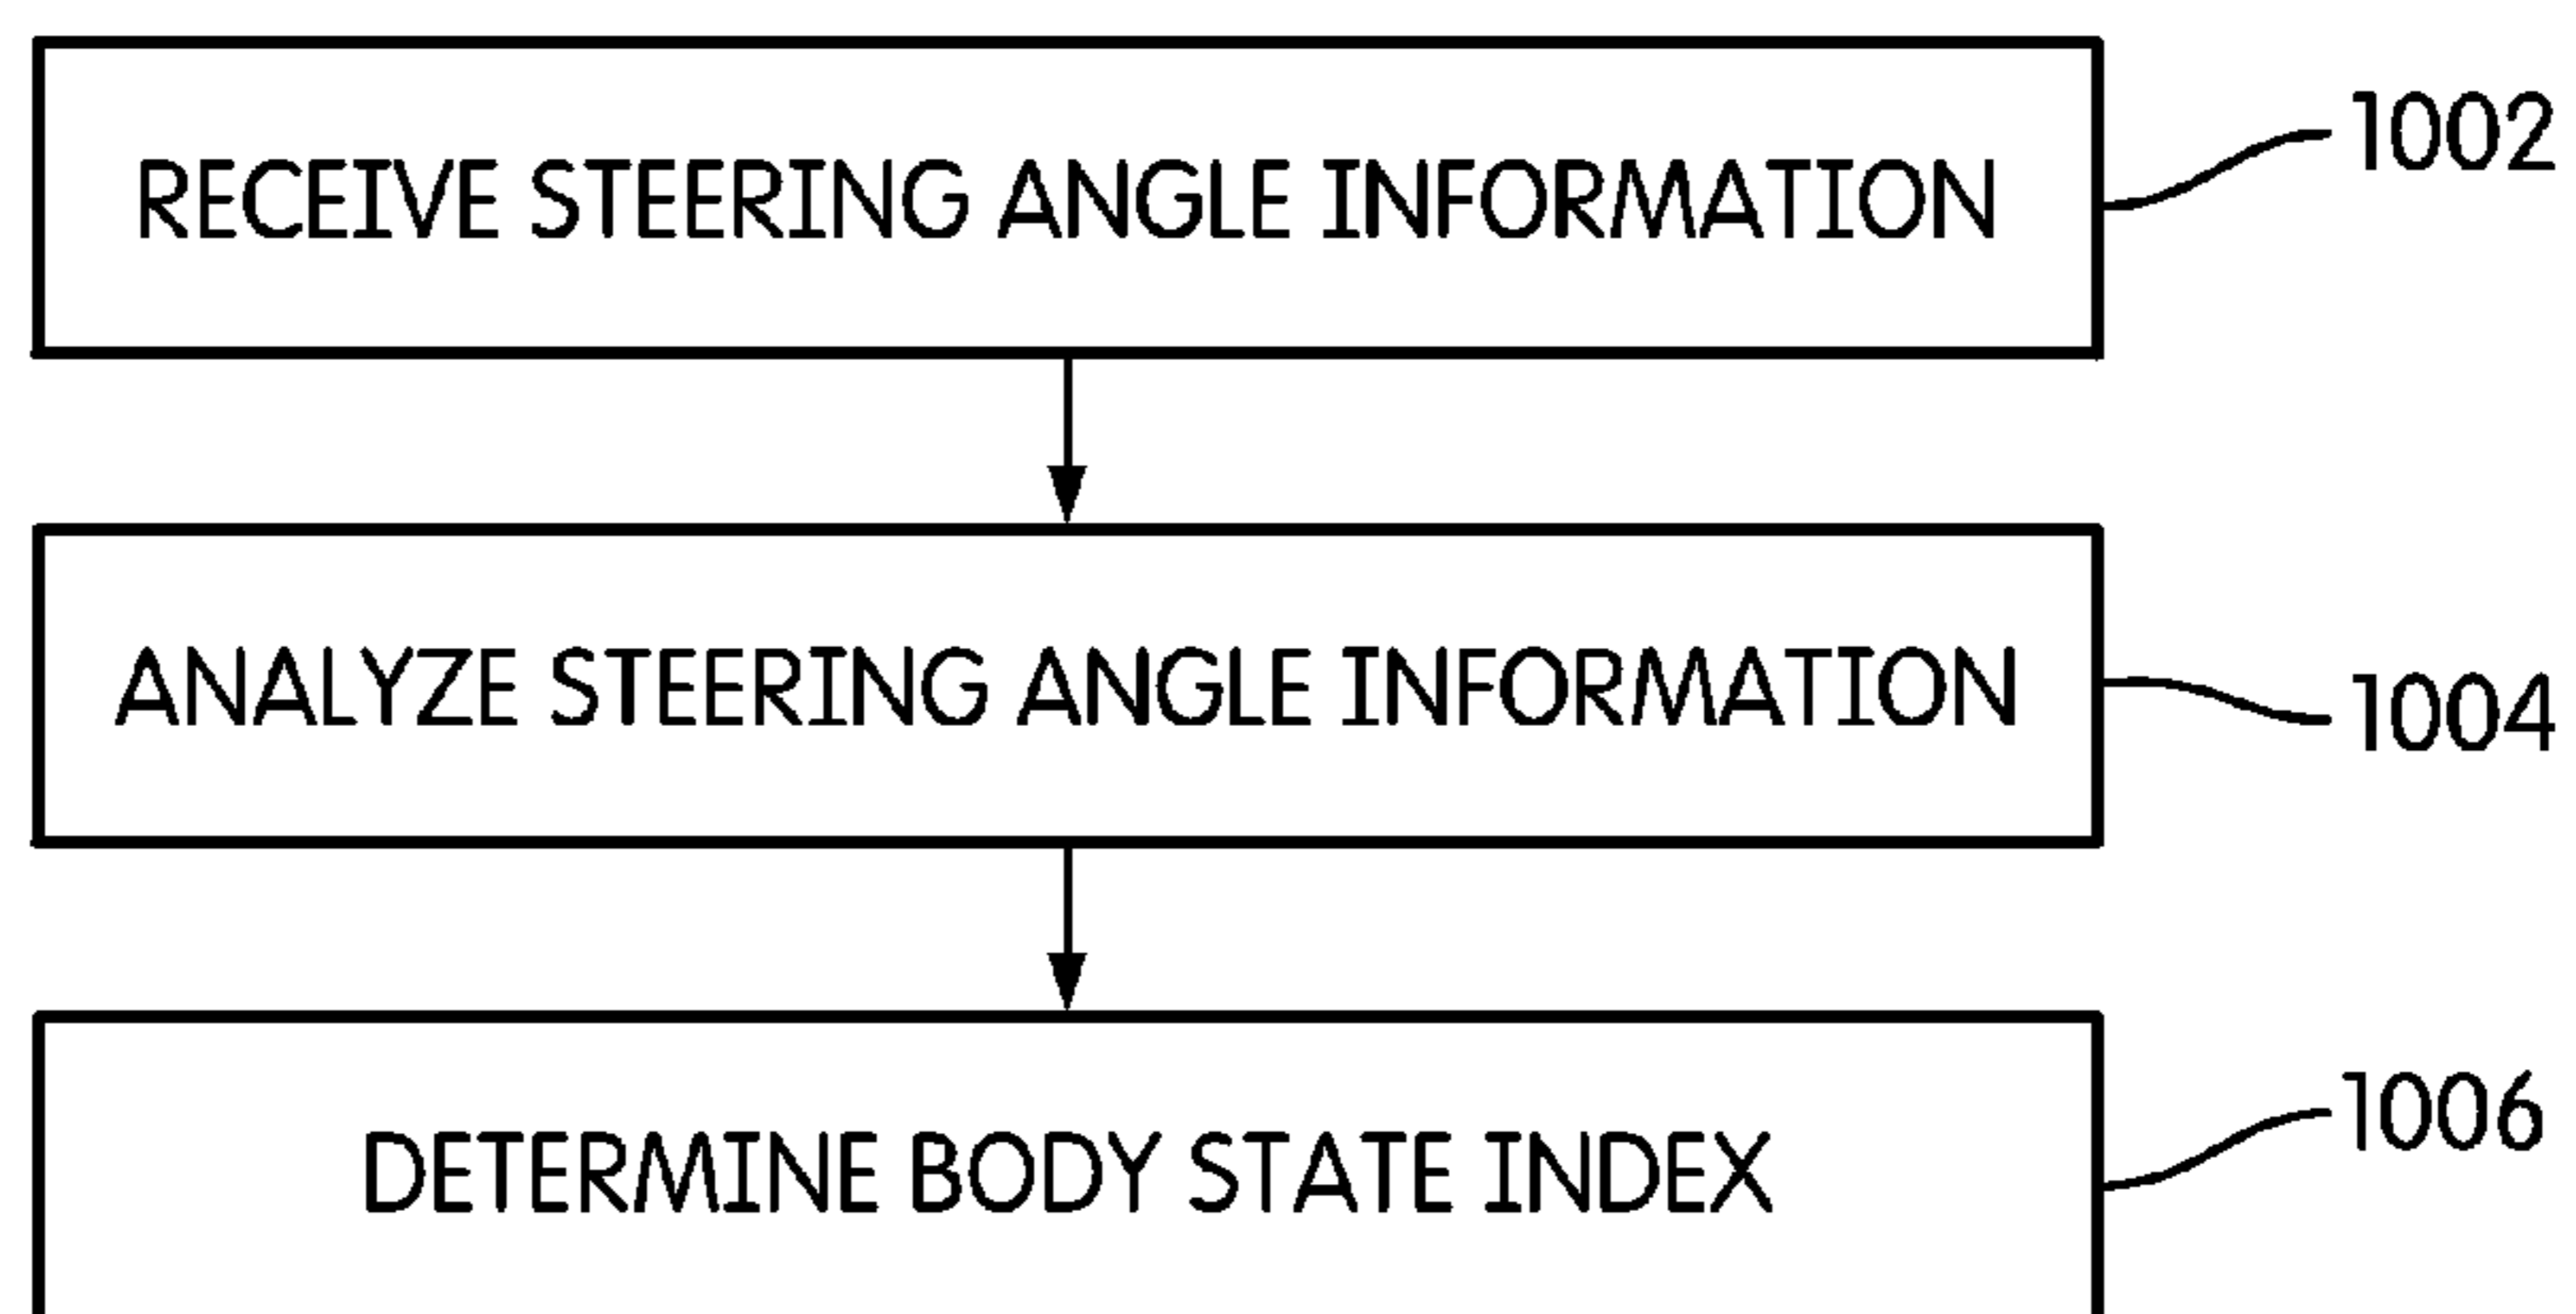 RECEIVE STEERING ANGLE INFORMATION
1002
ANALYZE STEERING ANGLE INFORMATION
1004
DETERMINE BODY STATE INDEX
1006